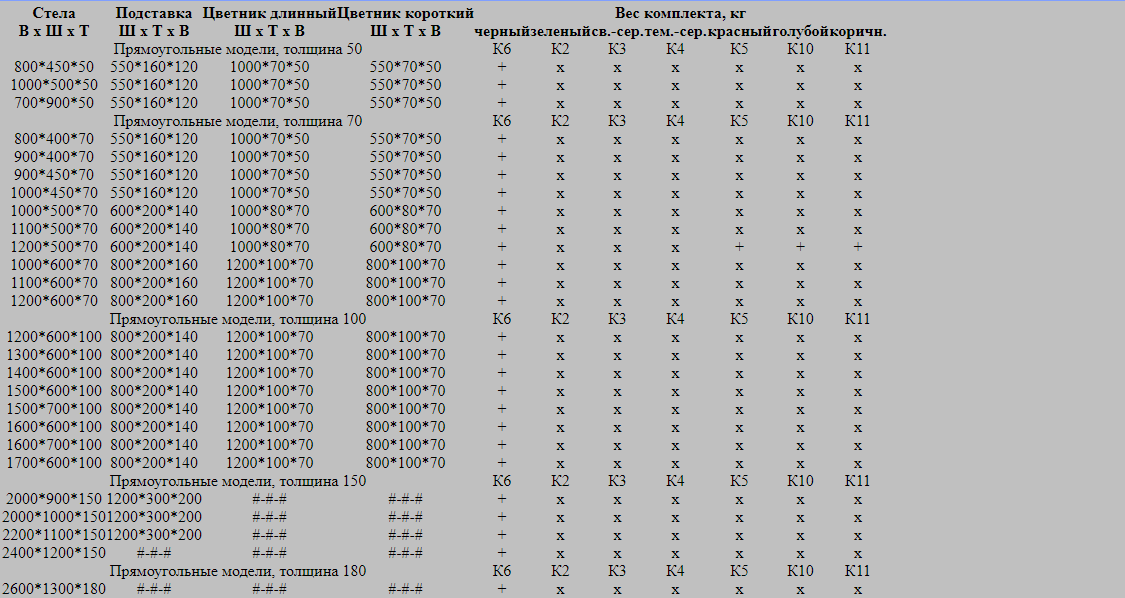 Стела Подставка Цветник длинный Цветник короткий Вес комплекта, кг
В x Ш x Т Ш x Т x В Ш x Т x В Ш x Т x В черный зеленый св.-сер. тем.-сер. красный голубой коричн.
Прямоугольные модели, толщина 50 К6 К2 К3 К4 К5 К10 К11
800*450*50 550*160*120 1000*70*50 550*70*50 + x x x x x x
1000*500*50 550*160*120 1000*70*50 550*70*50 + x x x x x x
700*900*50 550*160*120 1000*70*50 550*70*50 + x x x x x x
Прямоугольные модели, толщина 70 К6 К2 К3 К4 К5 К10 К11
800*400*70 550*160*120 1000*70*50 550*70*50 + x x x x x x
900*400*70 550*160*120 1000*70*50 550*70*50 + x x x x x x
900*450*70 550*160*120 1000*70*50 550*70*50 + x x x x x x
1000*450*70 550*160*120 1000*70*50 550*70*50 + x x x x x x
1000*500*70 600*200*140 1000*80*70 600*80*70 + x x x x x x
1100*500*70 600*200*140 1000*80*70 600*80*70 + x x x x x x
1200*500*70 600*200*140 1000*80*70 600*80*70 + x x x + + +
1000*600*70 800*200*160 1200*100*70 800*100*70 + x x x x x x
1100*600*70 800*200*160 1200*100*70 800*100*70 + x x x x x x
1200*600*70 800*200*160 1200*100*70 800*100*70 + x x x x x x
Прямоугольные модели, толщина 100 К6 К2 К3 К4 К5 К10 К11
1200*600*100 800*200*140 1200*100*70 800*100*70 + x x x x x x
1300*600*100 800*200*140 1200*100*70 800*100*70 + x x x x x x
1400*600*100 800*200*140 1200*100*70 800*100*70 + x x x x x x
1500*600*100 800*200*140 1200*100*70 800*100*70 + x x x x x x
1500*700*100 800*200*140 1200*100*70 800*100*70 + x x x x x x
1600*600*100 800*200*140 1200*100*70 800*100*70 + x x x x x x
1600*700*100 800*200*140 1200*100*70 800*100*70 + x x x x x x
1700*600*100 800*200*140 1200*100*70 800*100*70 + x x x x x x
Прямоугольные модели, толщина 150 К6 К2 К3 К4 К5 К10 К11
2000*900*150 1200*300*200 #-#-# #-#-# + x x x x x x
2000*1000*150 1200*300*200 #-#-# #-#-# + x x x x x x
2200*1100*150 1200*300*200 #-#-# #-#-# + x x x x x x
2400*1200*150 #-#-# #-#-# #-#-# + x x x x x x
Прямоугольные модели, толщина 180 К6 К2 К3 К4 К5 К10 К11
2600*1300*180 #-#-# #-#-# #-#-# + x x x x x x